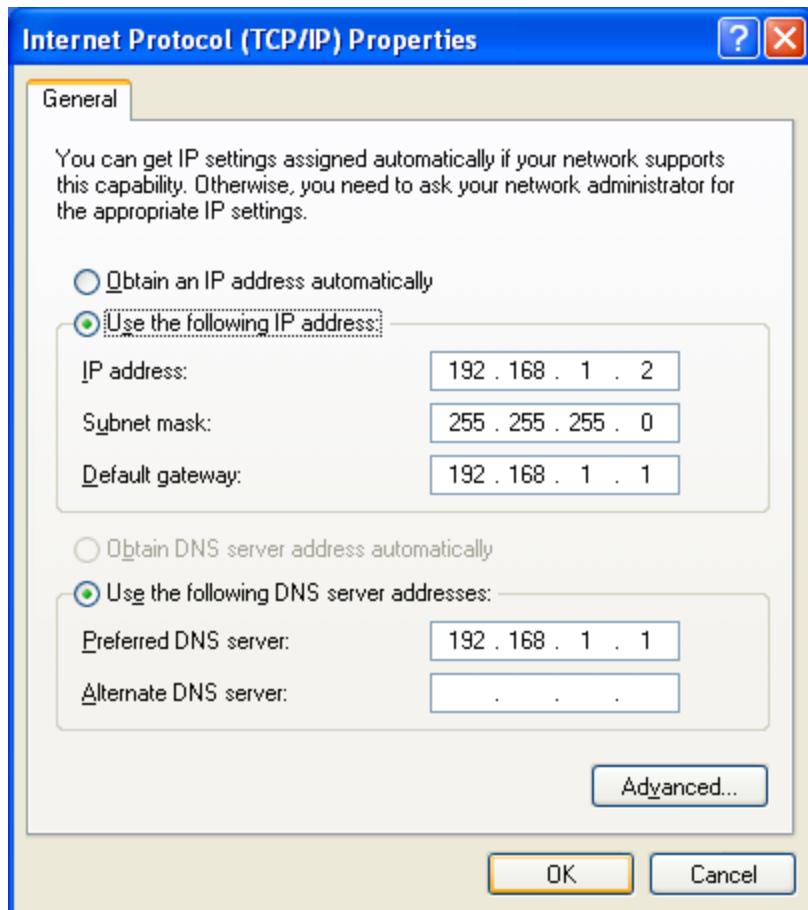 Internet Protocol (TCP/IP) Properties
General
You can get IP settings assigned automatically if your network supports
this capability. Otherwise, you need to ask your network administrator for
the appropriate IP settings.
Obtain an IP address automatically
Use the following IP address:
IP address: 192 . 168 . 1 . 2
Subnet mask: 255 . 255 . 255 . 0
Default gateway: 192 . 168 . 1 . 1
Obtain DNS server address automatically
Use the following DNS server addresses:
Preferred DNS server: 192 . 168 . 1 . 1
Alternate DNS server: . . .
Advanced...
OK Cancel